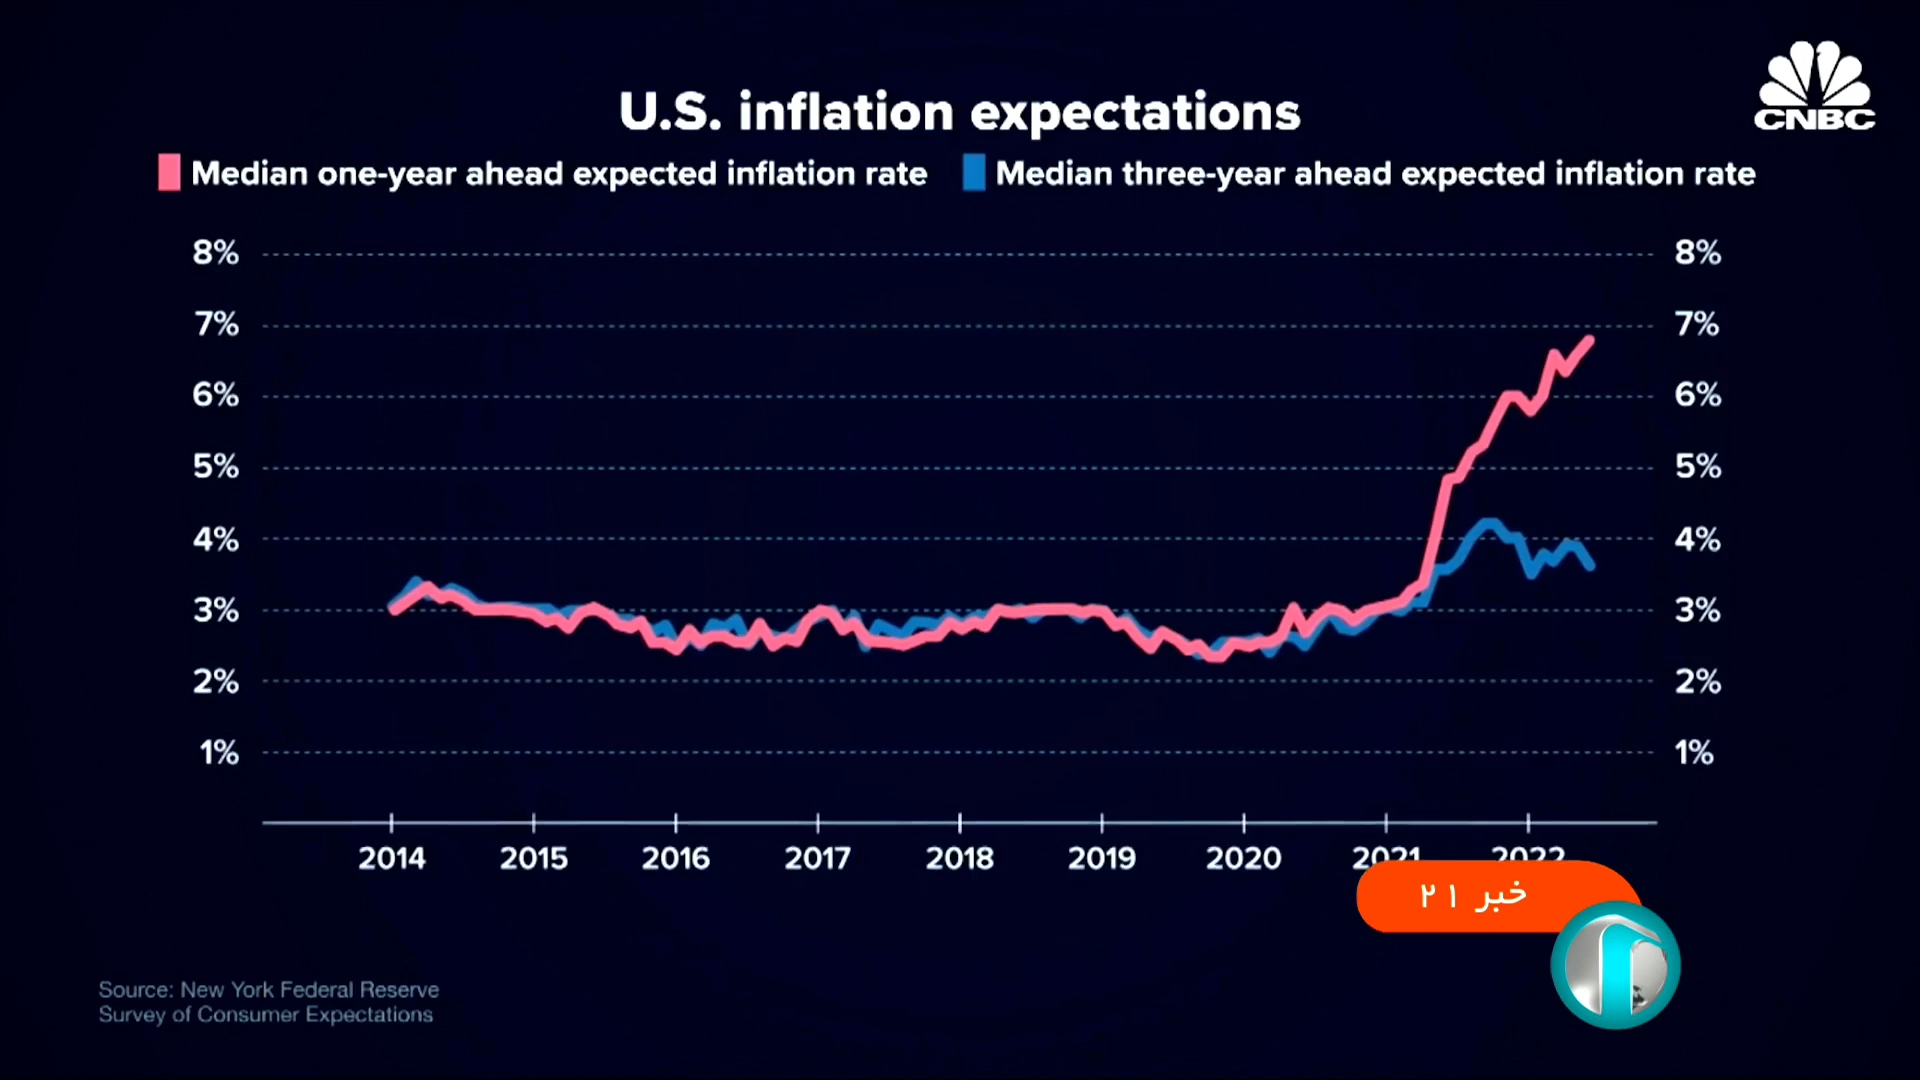 CNBC
U.S. inflation expectations
Median one-year ahead expected inflation rate Median three-year ahead expected inflation rate
8% 8%
7% 7%
6% 6%
5% 5%
4% 4%
3% 3%
2% 2%
1% 1%
2014 2015 2016 2017 2018 2019 2020 2021 2022
خبر ۲۱
Source: New York Federal Reserve
Survey of Consumer Expectations